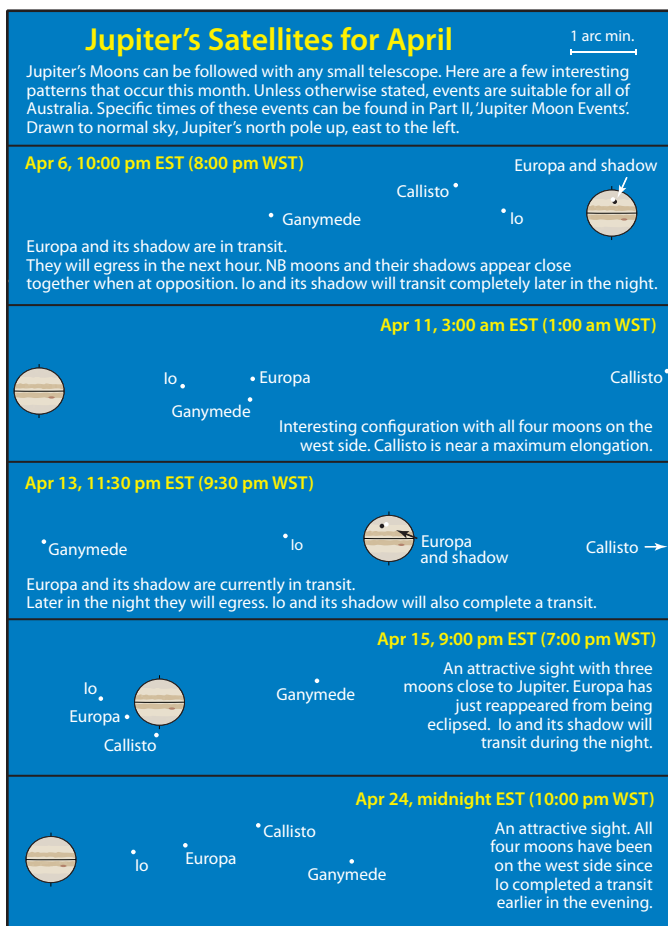 Jupiter's Satellites for April
1 arc min.
Jupiter's Moons can be followed with any small telescope. Here are a few interesting
patterns that occur this month. Unless otherwise stated, events are suitable for all of
Australia. Specific times of these events can be found in Part II, 'Jupiter Moon Events'.
Drawn to normal sky, Jupiter's north pole up, east to the left.
Apr 6, 10:00 pm EST (8:00 pm WST)
Europa and shadow
Callisto
Ganymede
Io
Europa and its shadow are in transit.
They will egress in the next hour. NB moons and their shadows appear close
together when at opposition. Io and its shadow will transit completely later in the night.
Apr 11, 3:00 am EST (1:00 am WST)
Io
Europa
Callisto
Ganymede
Interesting configuration with all four moons on the
west side. Callisto is near a maximum elongation.
Apr 13, 11:30 pm EST (9:30 pm WST)
Ganymede
Io
Europa
and shadow
Callisto
Europa and its shadow are currently in transit.
Later in the night they will egress. Io and its shadow will also complete a transit.
Apr 15, 9:00 pm EST (7:00 pm WST)
Io
Europa
Callisto
Ganymede
An attractive sight with three
moons close to Jupiter. Europa has
just reappeared from being
eclipsed. Io and its shadow will
transit during the night.
Apr 24, midnight EST (10:00 pm WST)
Callisto
Io
Europa
Ganymede
An attractive sight. All
four moons have been
on the west side since
Io completed a transit
earlier in the evening.